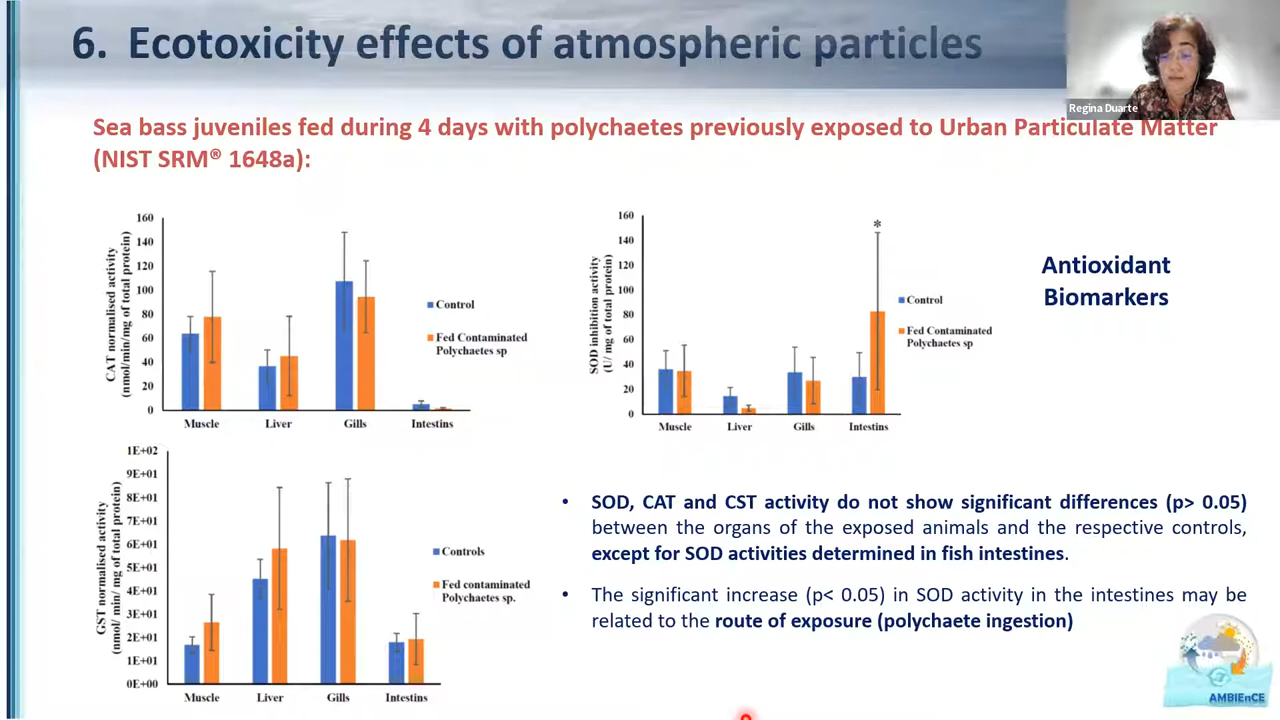 6. Ecotoxicity effects of atmospheric particles
Regina Duarte
Sea bass juveniles fed during 4 days with polychaetes previously exposed to Urban Particulate Matter
(NIST SRM® 1648a):
CAT normalised activity
(nmol/min/mg of total protein)
160
140
120
100
80
60
40
20
0
Muscle
Liver
Gills
Intestins
Control
Fed Contaminated
Polychaetes sp
SOD inhibition activity
(U/ mg of total protein)
160
140
120
100
80
60
40
20
0
*
Muscle
Liver
Gills
Intestins
Control
Fed Contaminated
Polychaetes sp
Antioxidant
Biomarkers
GST normalised activity
(nmol/ min/ mg of total protein)
1E+02
9E+01
8E+01
7E+01
6E+01
5E+01
4E+01
3E+01
2E+01
1E+01
0E+00
Muscle
Liver
Gills
Intestins
Controls
Fed contaminated
Polychaetes sp.
• SOD, CAT and CST activity do not show significant differences (p> 0.05)
between the organs of the exposed animals and the respective controls,
except for SOD activities determined in fish intestines.
• The significant increase (p< 0.05) in SOD activity in the intestines may be
related to the route of exposure (polychaete ingestion)
AMBIEnCE